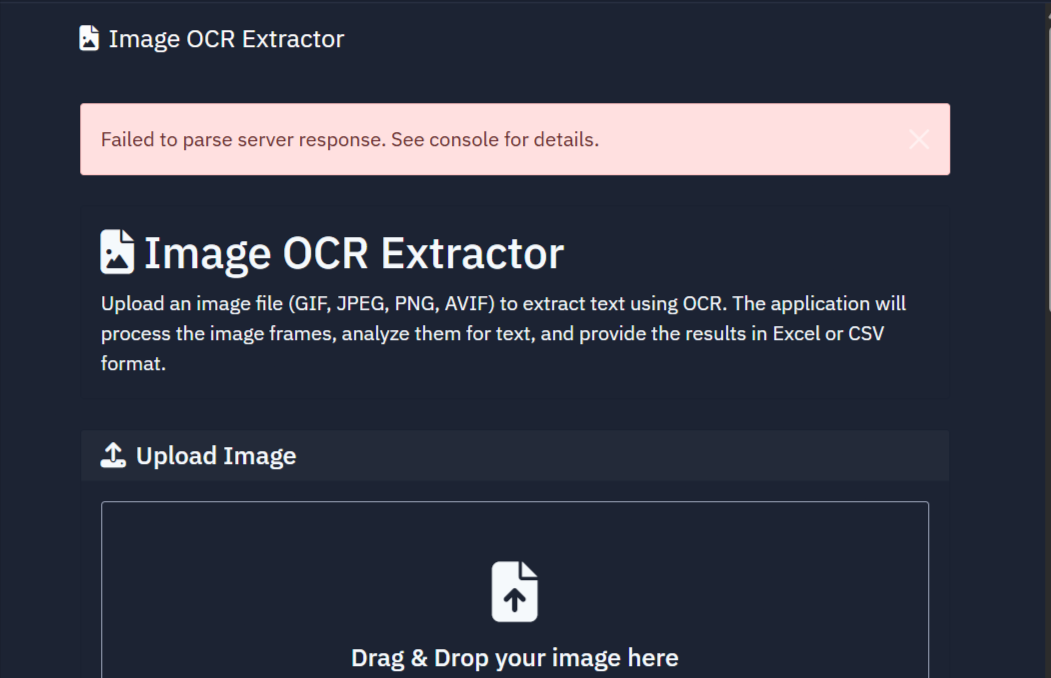 Image OCR Extractor
Failed to parse server response. See console for details.
Image OCR Extractor
Upload an image file (GIF, JPEG, PNG, AVIF) to extract text using OCR. The application will
process the image frames, analyze them for text, and provide the results in Excel or CSV
format.
Upload Image
Drag & Drop your image here